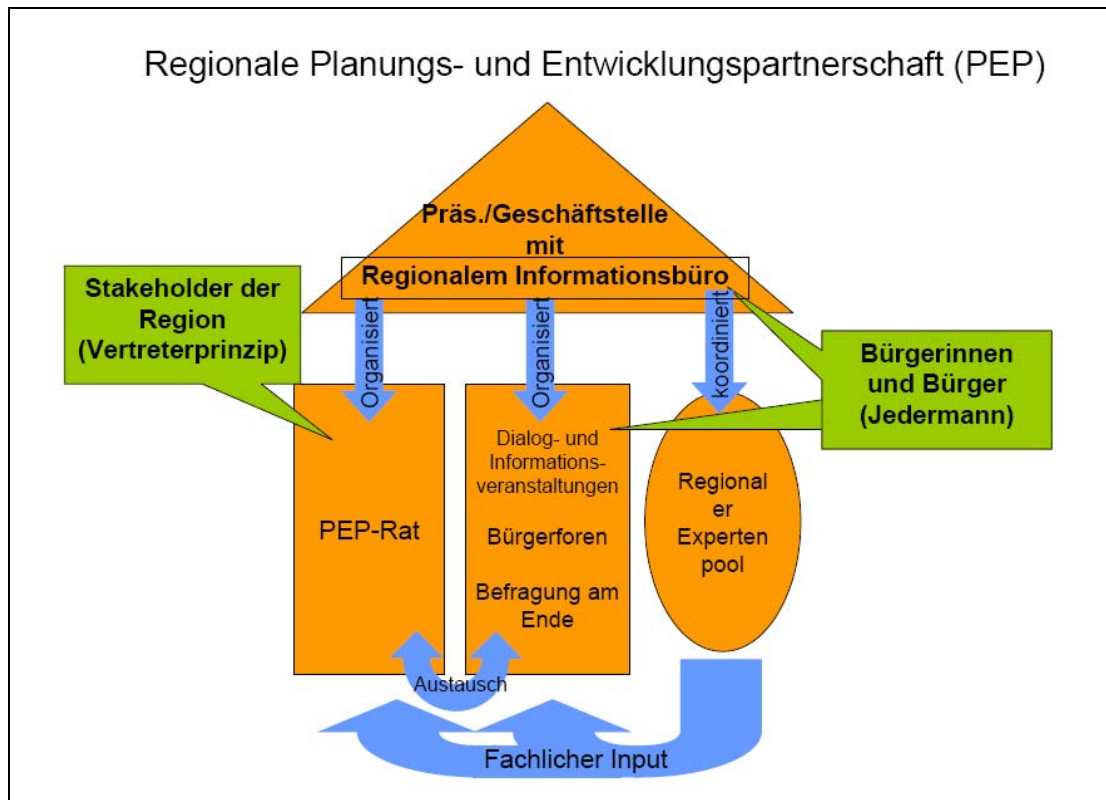 Regionale Planungs- und Entwicklungspartnerschaft (PEP)
Präs./Geschäftstelle
mit
Regionalem Informationsbüro
Stakeholder der
Region
(Vertreterprinzip)
Organisiert
Organisiert
koordiniert
Bürgerinnen
und Bürger
(Jedermann)
PEP-Rat
Dialog- und
Informations-
veranstaltungen
Bürgerforen
Befragung am
Ende
Regional
er
Experten
pool
Austausch
Fachlicher Input